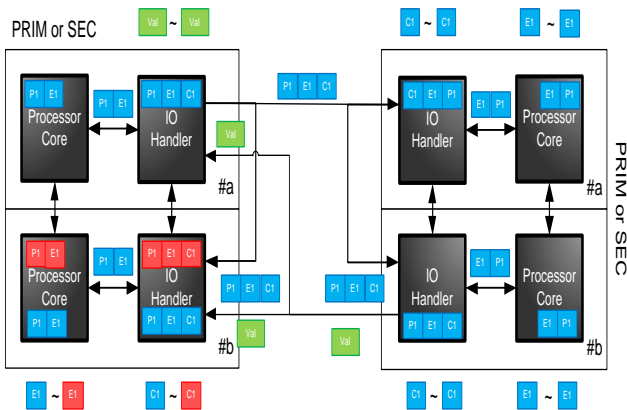 PRIM or SEC
Val ~ Val
C1 ~ C1
E1 ~ E1
P1 E1
Processor
Core
P1 E1
P1 E1 C1
IO
Handler
#a
Val
P1 E1 C1
C1 E1 P1
IO
Handler
E1 P1
E1 P1
Processor
Core
#a
PRIM or SEC
P1 E1
Processor
Core
P1 E1
P1 E1
P1 E1 C1
IO
Handler
P1 E1 C1
#b
P1 E1 C1
Val
P1 E1 C1
Val
IO
Handler
P1 E1 C1
E1 P1
Processor
Core
E1 P1
#b
E1 ~ E1
C1 ~ C1
C1 ~ C1
E1 ~ E1